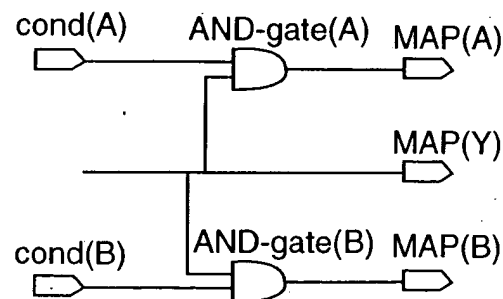 cond(A)
AND-gate(A)
MAP(A)
MAP(Y)
cond(B)
AND-gate(B)
MAP(B)